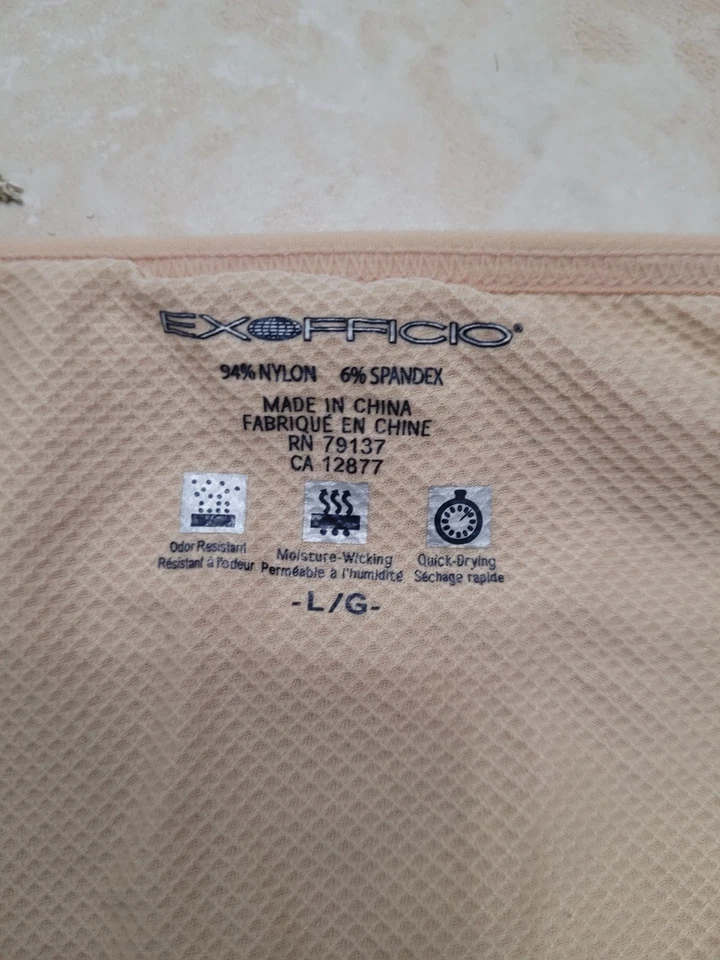 EXOFFICIO®
94% NYLON 6% SPANDEX
MADE IN CHINA
FABRIQUÉ EN CHINE
RN 79137
CA 12877
Odor Resistant
Résistant à l'odeur
Moisture-Wicking
Perméable à l'humidité
Quick-Drying
Séchage rapide
-L/G-